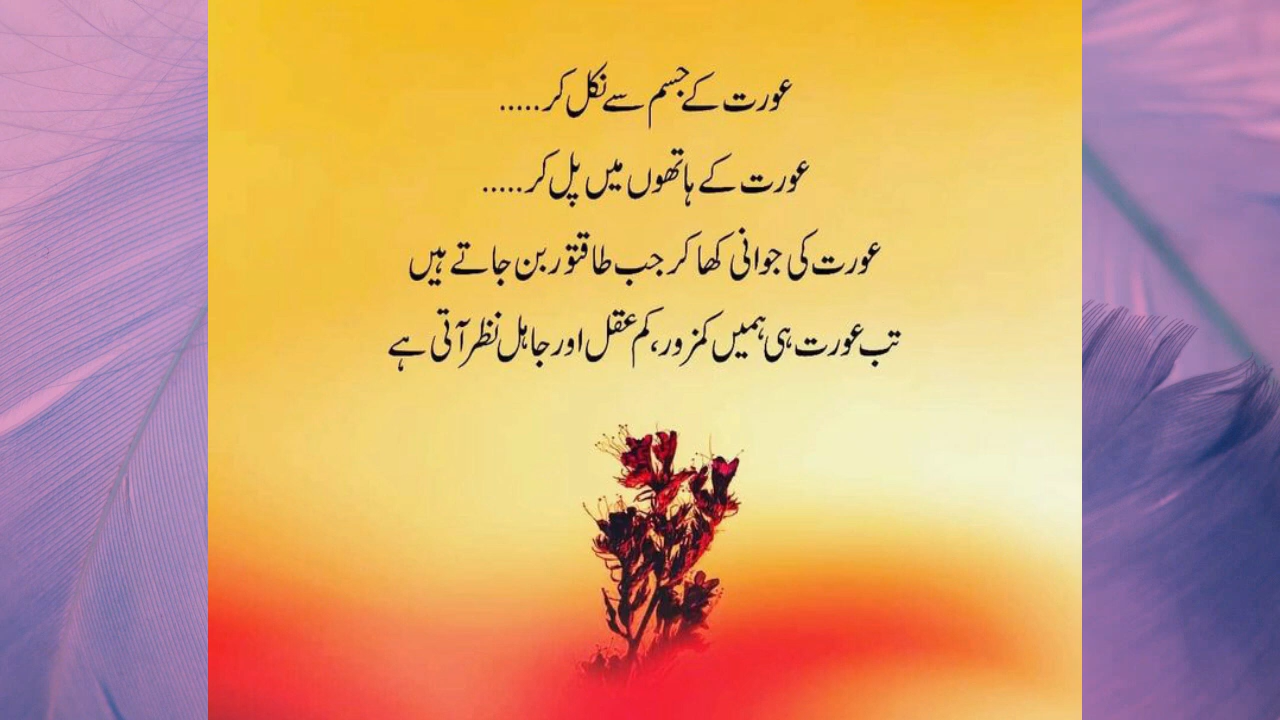 عورت کے جسم سے نکل کر.....
عورت کے ہاتھوں میں پل کر.....
عورت کی جوانی کھا کر جب طاقتور بن جاتے ہیں
تب عورت ہی ہمیں کمزور، کم عقل اور جاہل نظر آتی ہے